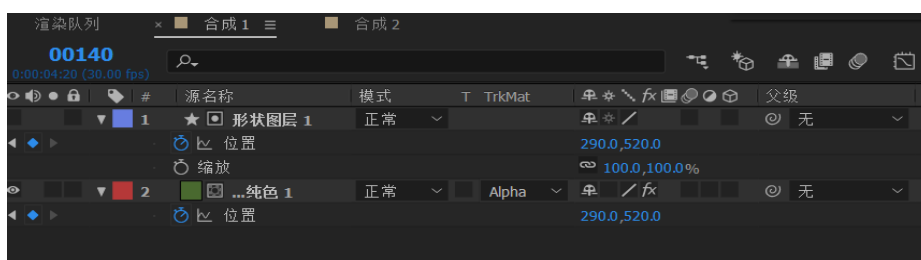 渲染队列 × 合成 1 ≡ 合成 2
00140
0:00:04:20 (30.00 fps)
# 源名称 模式 T TrkMat fx 父级
1 ★ 形状图层 1 正常 无
位置 290.0,520.0
缩放 100.0,100.0%
2 ...纯色 1 正常 Alpha fx 无
位置 290.0,520.0